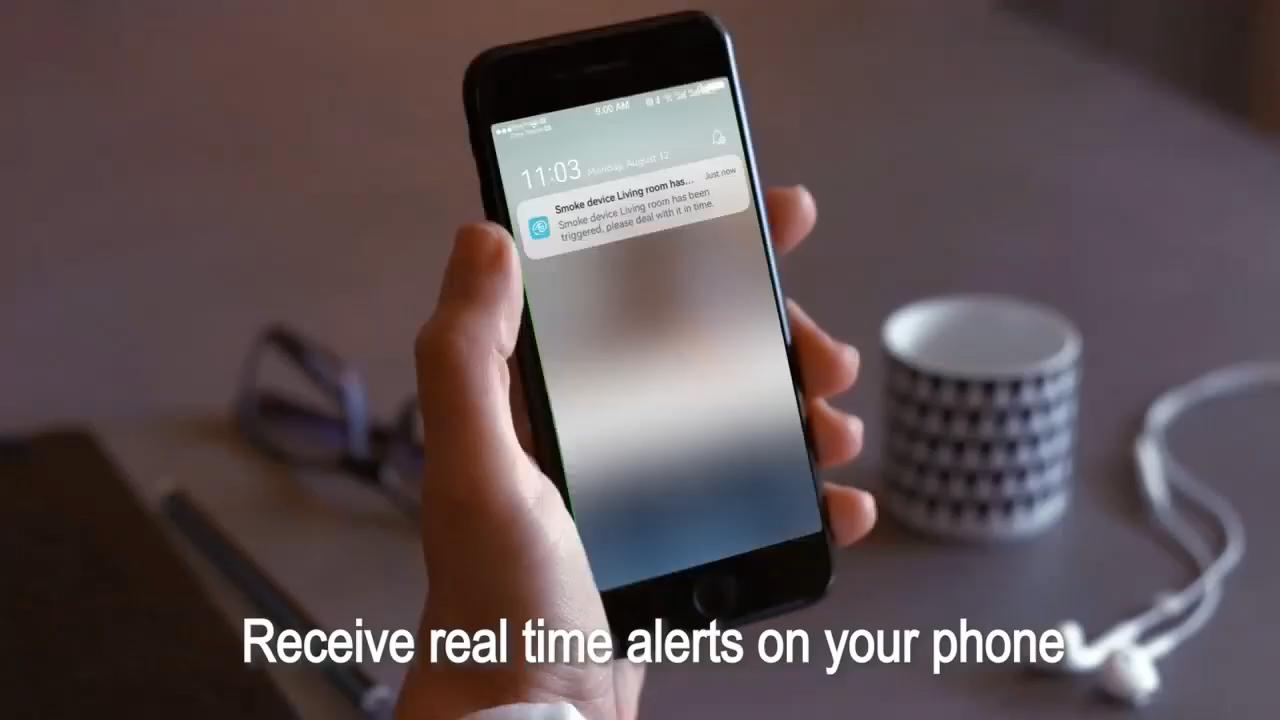 9:00 AM
11:03 Monday, August 12
Smoke device Living room has... Just now
Smoke device Living room has been
triggered, please deal with it in time.
Receive real time alerts on your phone